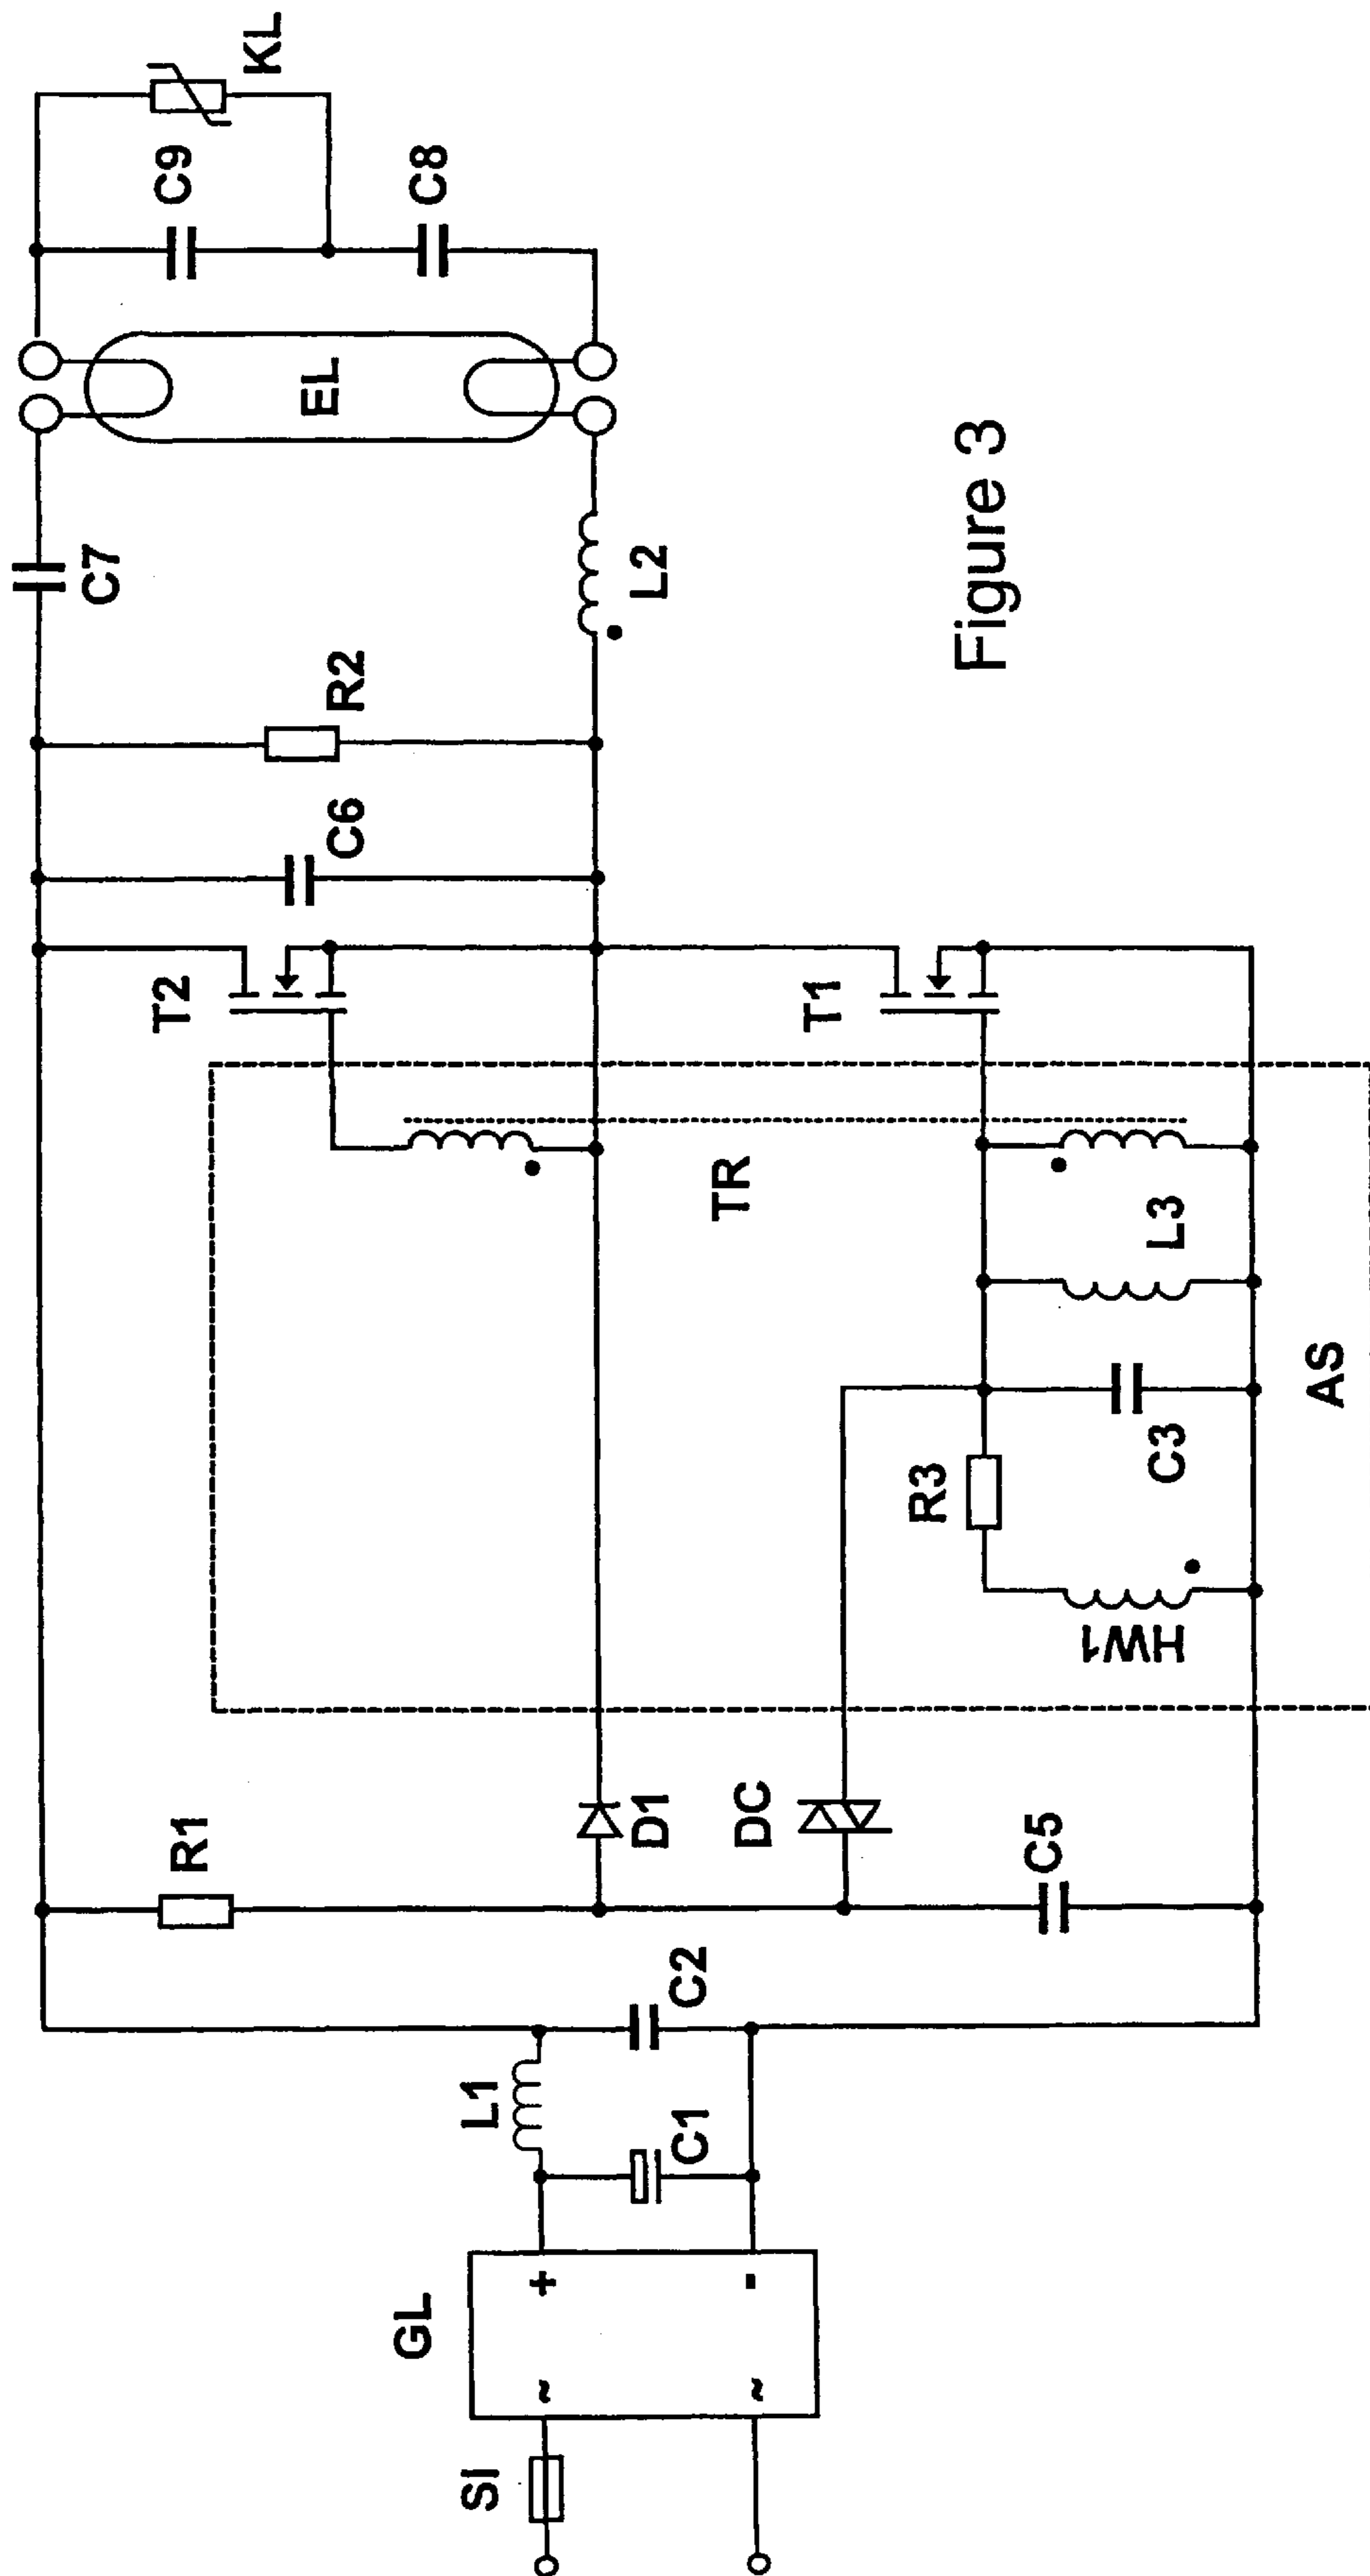 SI
GL
~
~
+
-
L1
C1
C2
R1
D1
DC
C5
HW1
R3
C3
L3
AS
TR
T2
T1
C6
R2
C7
L2
EL
C9
C8
KL
Figure 3